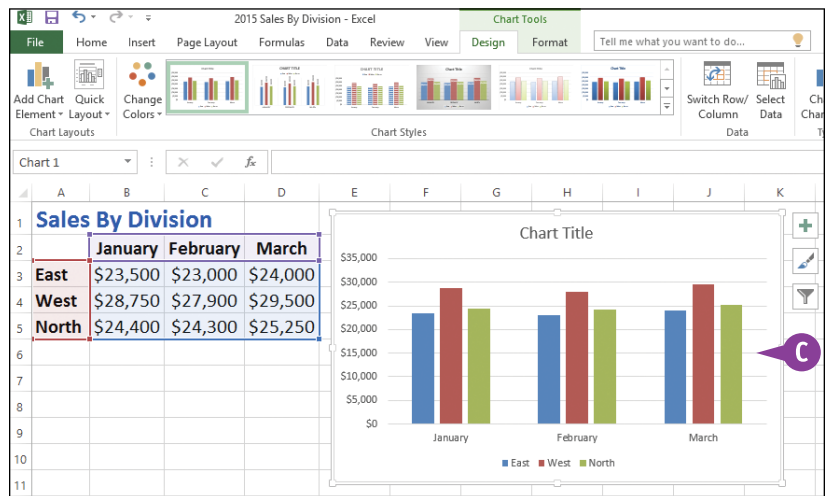 2015 Sales By Division - Excel
Chart Tools
File Home Insert Page Layout Formulas Data Review View Design Format Tell me what you want to do...
Add Chart Element Quick Layout Change Colors
Switch Row/ Column Select Data
Chart Layouts Chart Styles Data
Chart 1
fx
A B C D E F G H I J K
1 Sales By Division
2 January February March
3 East $23,500 $23,000 $24,000
4 West $28,750 $27,900 $29,500
5 North $24,400 $24,300 $25,250
6
7
8
9
10
11
Chart Title
$35,000
$30,000
$25,000
$20,000
$15,000
$10,000
$5,000
$0
January February March
East West North
C